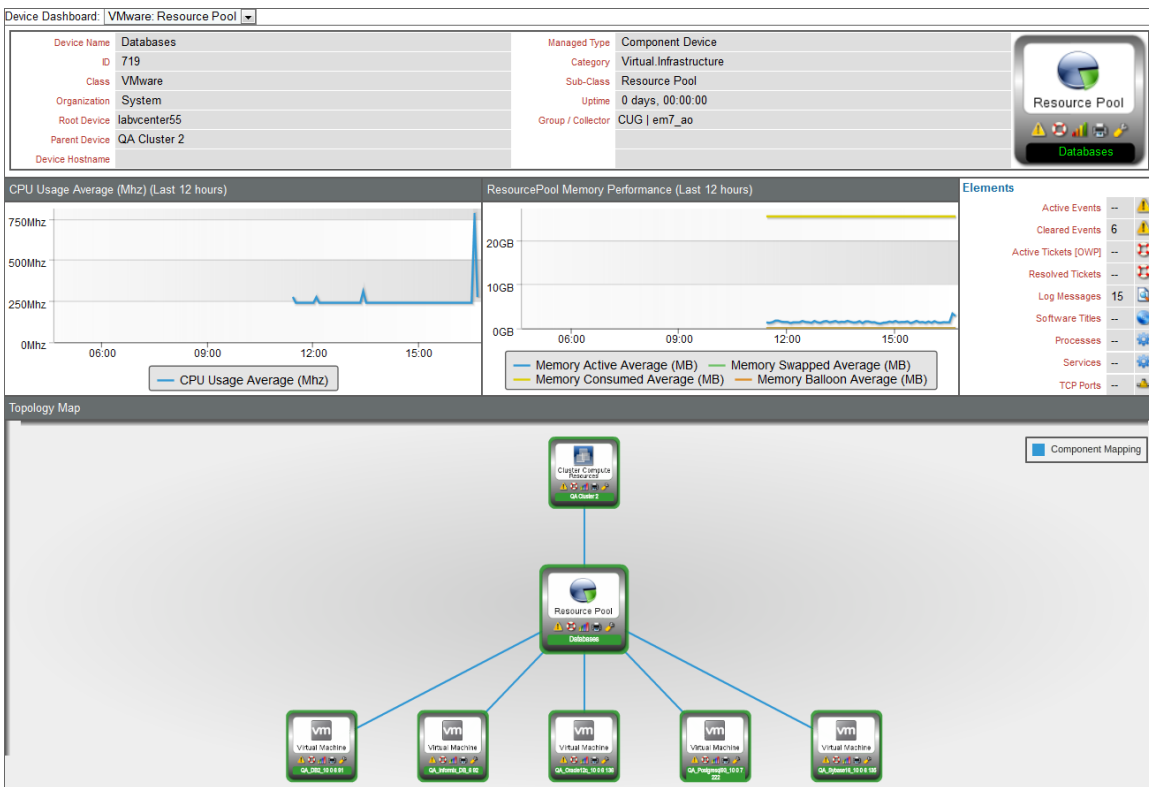 Device Dashboard: VMware: Resource Pool
Device Name Databases
ID 719
Class VMware
Organization System
Root Device labvcenter55
Parent Device QA Cluster 2
Device Hostname
Managed Type Component Device
Category Virtual.Infrastructure
Sub-Class Resource Pool
Uptime 0 days, 00:00:00
Group / Collector CUG | em7_ao
Resource Pool
Databases
CPU Usage Average (Mhz) (Last 12 hours)
750Mhz
500Mhz
250Mhz
0Mhz
06:00 09:00 12:00 15:00
CPU Usage Average (Mhz)
ResourcePool Memory Performance (Last 12 hours)
20GB
10GB
0GB
06:00 09:00 12:00 15:00
Memory Active Average (MB) Memory Swapped Average (MB)
Memory Consumed Average (MB) Memory Balloon Average (MB)
Elements
Active Events --
Cleared Events 6
Active Tickets [OWP] --
Resolved Tickets --
Log Messages 15
Software Titles --
Processes --
Services --
TCP Ports --
Topology Map
Component Mapping
Cluster Compute
Resources
QA Cluster 2
Resource Pool
Databases
vm vm vm vm vm
Virtual Machine Virtual Machine Virtual Machine Virtual Machine Virtual Machine